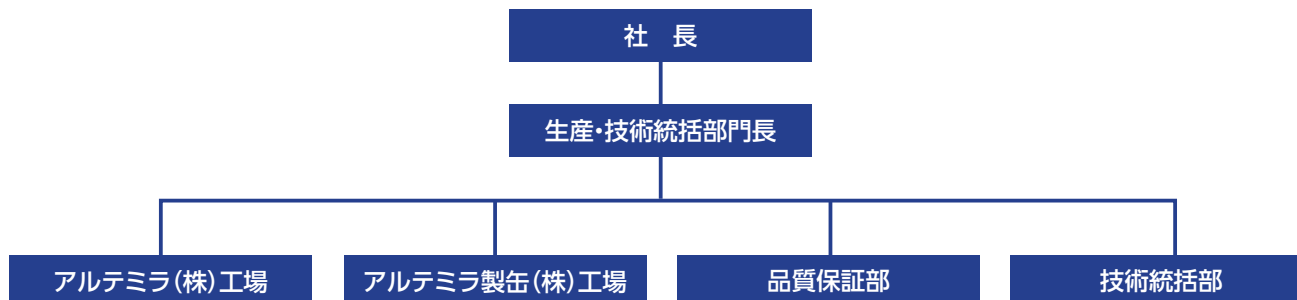 社　長
生産・技術統括部門長
アルテミラ(株)工場
アルテミラ製缶(株)工場
品質保証部
技術統括部